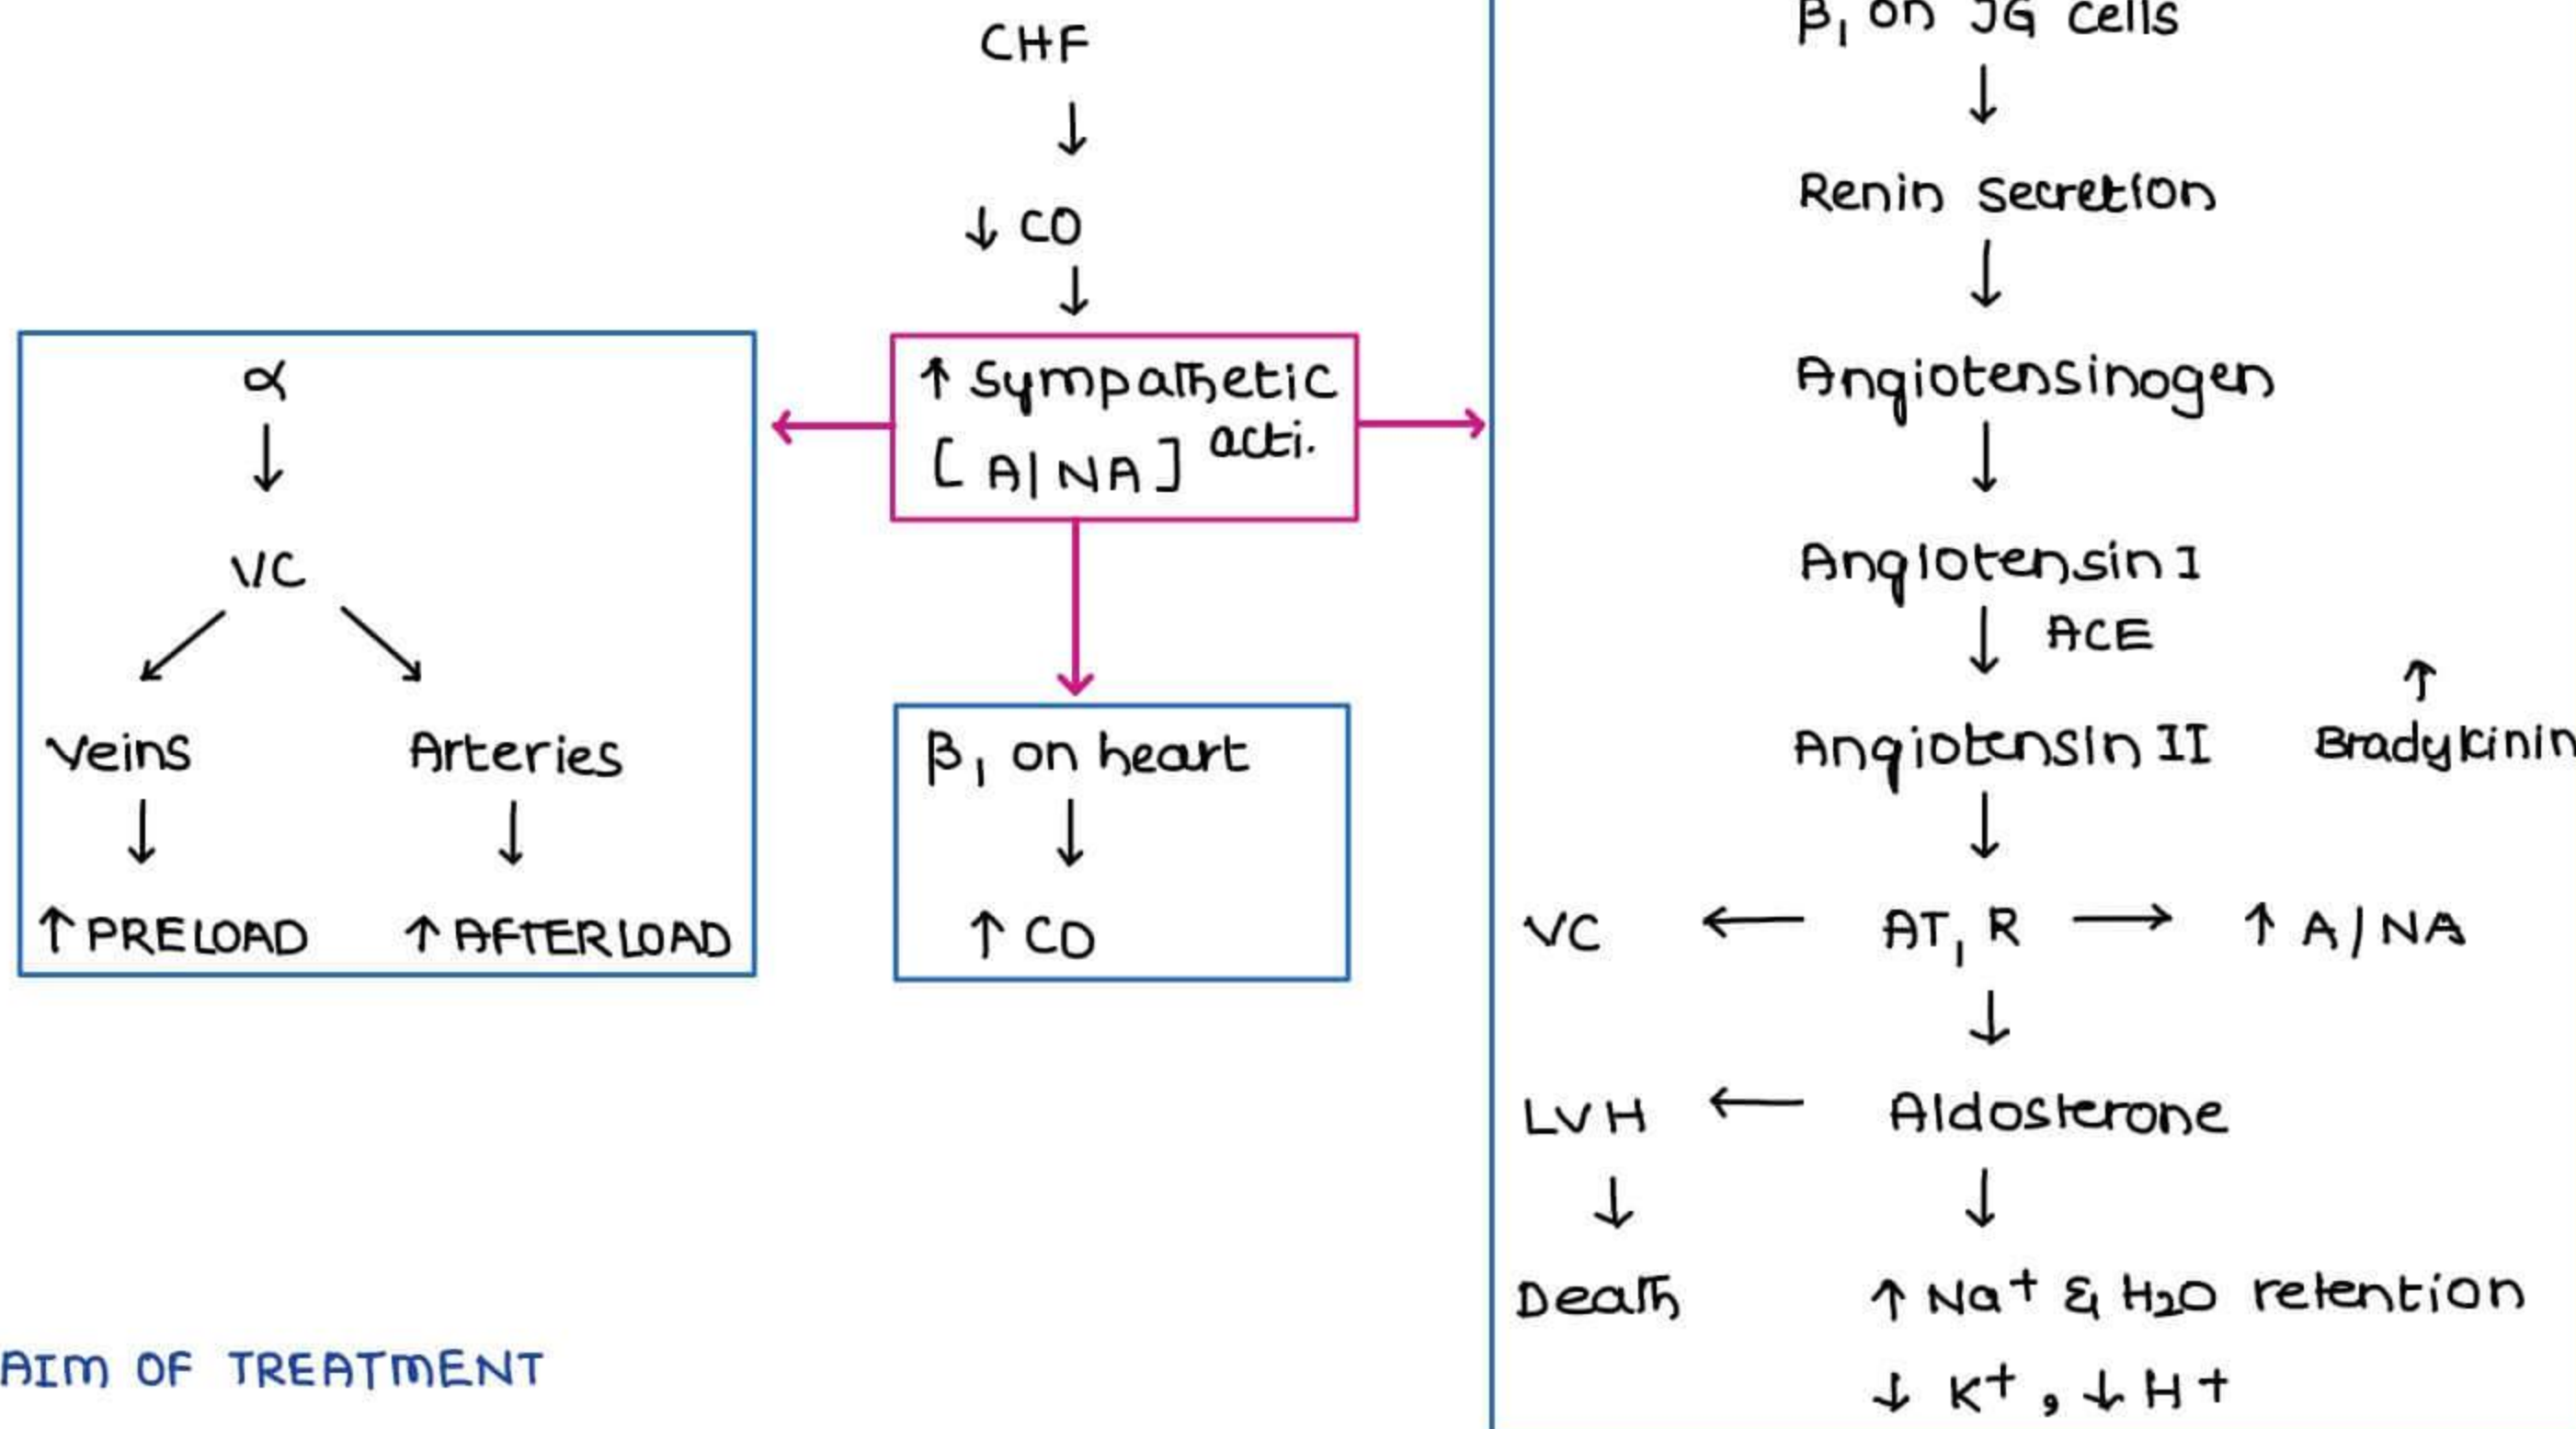 CHF
↓
↓ CO
↓
↑ Sympathetic acti.
[A/NA]
α
↓
VC
Veins Arteries
↓ ↓
↑ PRELOAD ↑ AFTERLOAD
β1 on heart
↓
↑ CO
β1 on JG cells
↓
Renin secretion
↓
Angiotensinogen
↓
Angiotensin I
↓ ACE
Angiotensin II
↑
Bradykinin
↓
VC ← AT1 R → ↑ A/NA
↓
LVH ← Aldosterone
↓ ↓
Death ↑ Na+ & H2O retention
↓ K+, ↓ H+
AIM OF TREATMENT